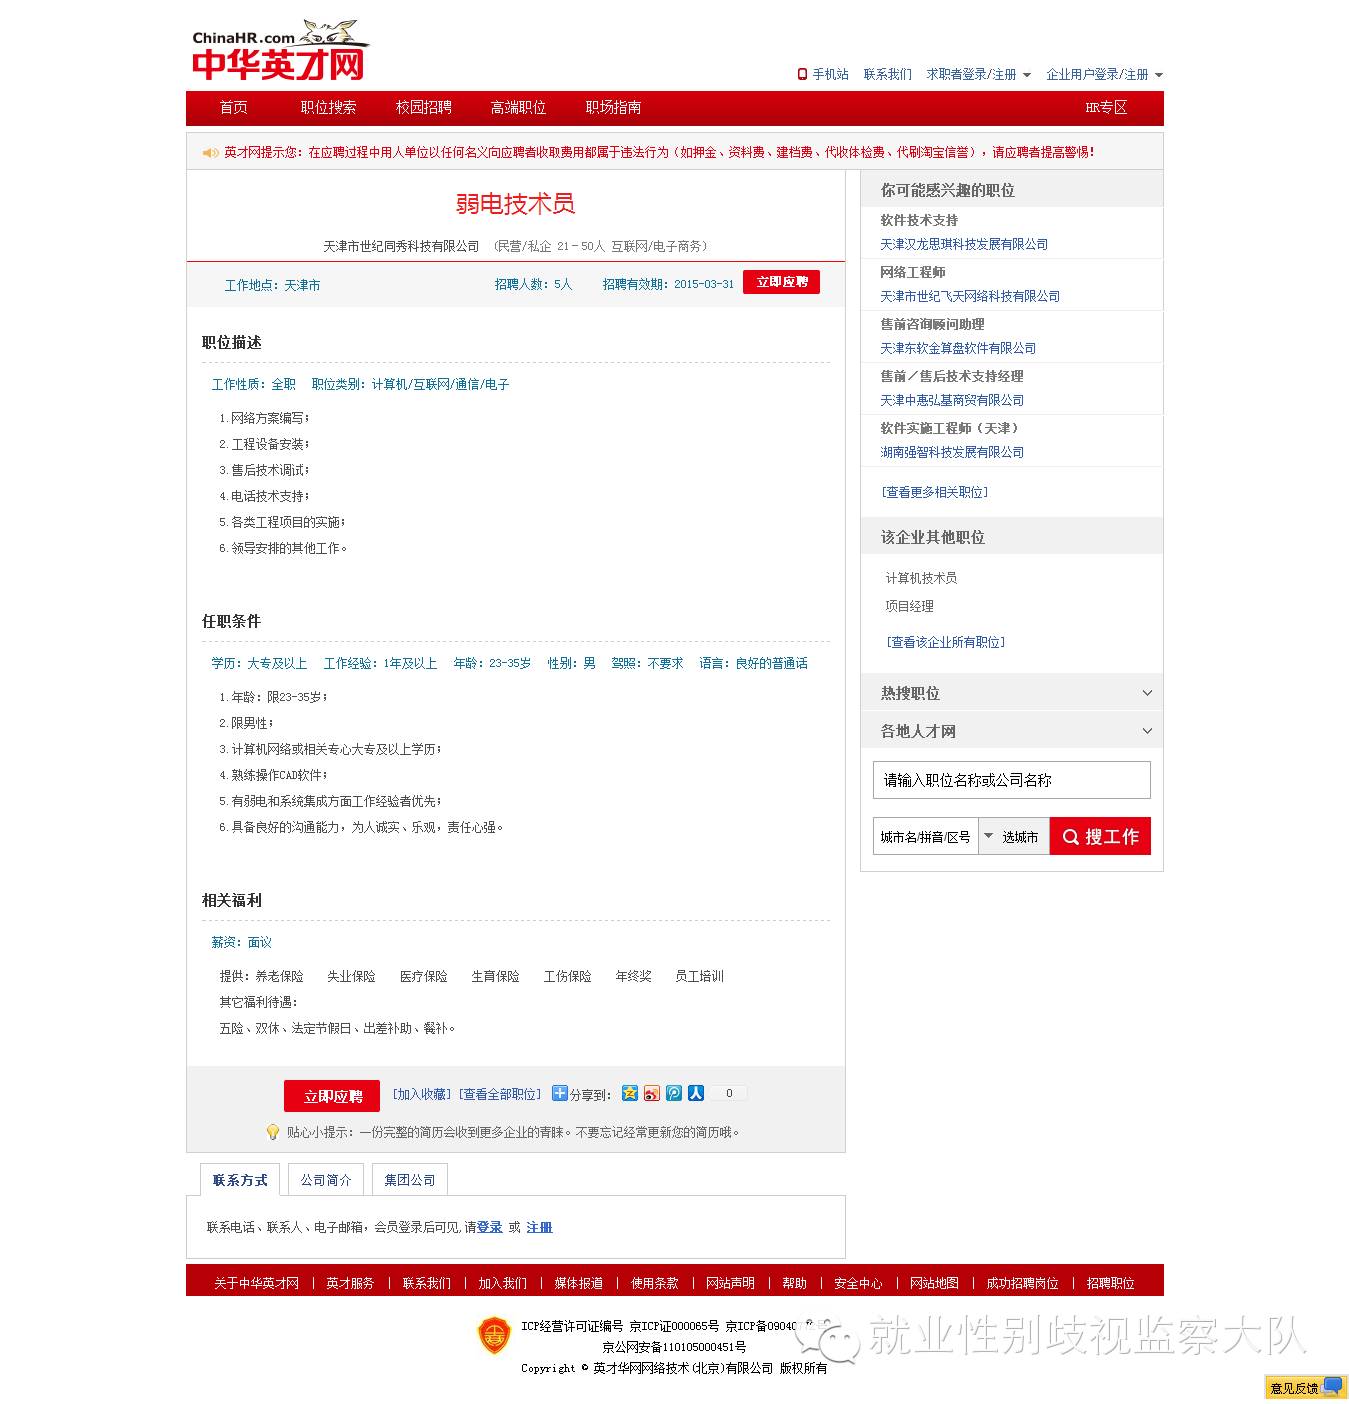 ChinaHR.com
中华英才网
手机站 联系我们 求职者登录/注册 企业用户登录/注册
首页 职位搜索 校园招聘 高端职位 职场指南 HR专区
英才网提示您：在应聘过程中用人单位以任何名义向应聘者收取费用都属于违法行为（如押金、资料费、建档费、代收体检费、代刷淘宝信誉），请应聘者提高警惕！
弱电技术员
天津市世纪同秀科技有限公司 （民营/私企 21－50人 互联网/电子商务）
工作地点：天津市 招聘人数：5人 招聘有效期：2015-03-31 立即应聘
职位描述
工作性质：全职 职位类别：计算机/互联网/通信/电子
1.网络方案编写；
2.工程设备安装；
3.售后技术调试；
4.电话技术支持；
5.各类工程项目的实施；
6.领导安排的其他工作。
任职条件
学历：大专及以上 工作经验：1年及以上 年龄：23-35岁 性别：男 驾照：不要求 语言：良好的普通话
1.年龄：限23-35岁；
2.限男性；
3.计算机网络或相关专心大专及以上学历；
4.熟练操作CAD软件；
5.有弱电和系统集成方面工作经验者优先；
6.具备良好的沟通能力，为人诚实、乐观，责任心强。
相关福利
薪资：面议
提供：养老保险 失业保险 医疗保险 生育保险 工伤保险 年终奖 员工培训
其它福利待遇：
五险、双休、法定节假日、出差补助、餐补。
立即应聘 [加入收藏] [查看全部职位] 分享到： 0
贴心小提示：一份完整的简历会收到更多企业的青睐。不要忘记经常更新您的简历哦。
联系方式 公司简介 集团公司
联系电话、联系人、电子邮箱，会员登录后可见,请登录 或 注册
你可能感兴趣的职位
软件技术支持
天津汉龙思琪科技发展有限公司
网络工程师
天津市世纪飞天网络科技有限公司
售前咨询顾问助理
天津东软金算盘软件有限公司
售前／售后技术支持经理
天津中惠弘基商贸有限公司
软件实施工程师（天津）
湖南强智科技发展有限公司
[查看更多相关职位]
该企业其他职位
计算机技术员
项目经理
[查看该企业所有职位]
热搜职位
各地人才网
请输入职位名称或公司名称
城市名/拼音/区号 选城市 搜工作
关于中华英才网 | 英才服务 | 联系我们 | 加入我们 | 媒体报道 | 使用条款 | 网站声明 | 帮助 | 安全中心 | 网站地图 | 成功招聘岗位 | 招聘职位
ICP经营许可证编号 京ICP证000065号 京ICP备09040
京公网安备110105000451号
Copyright © 英才华网网络技术(北京)有限公司 版权所有
就业性别歧视监察大队
意见反馈